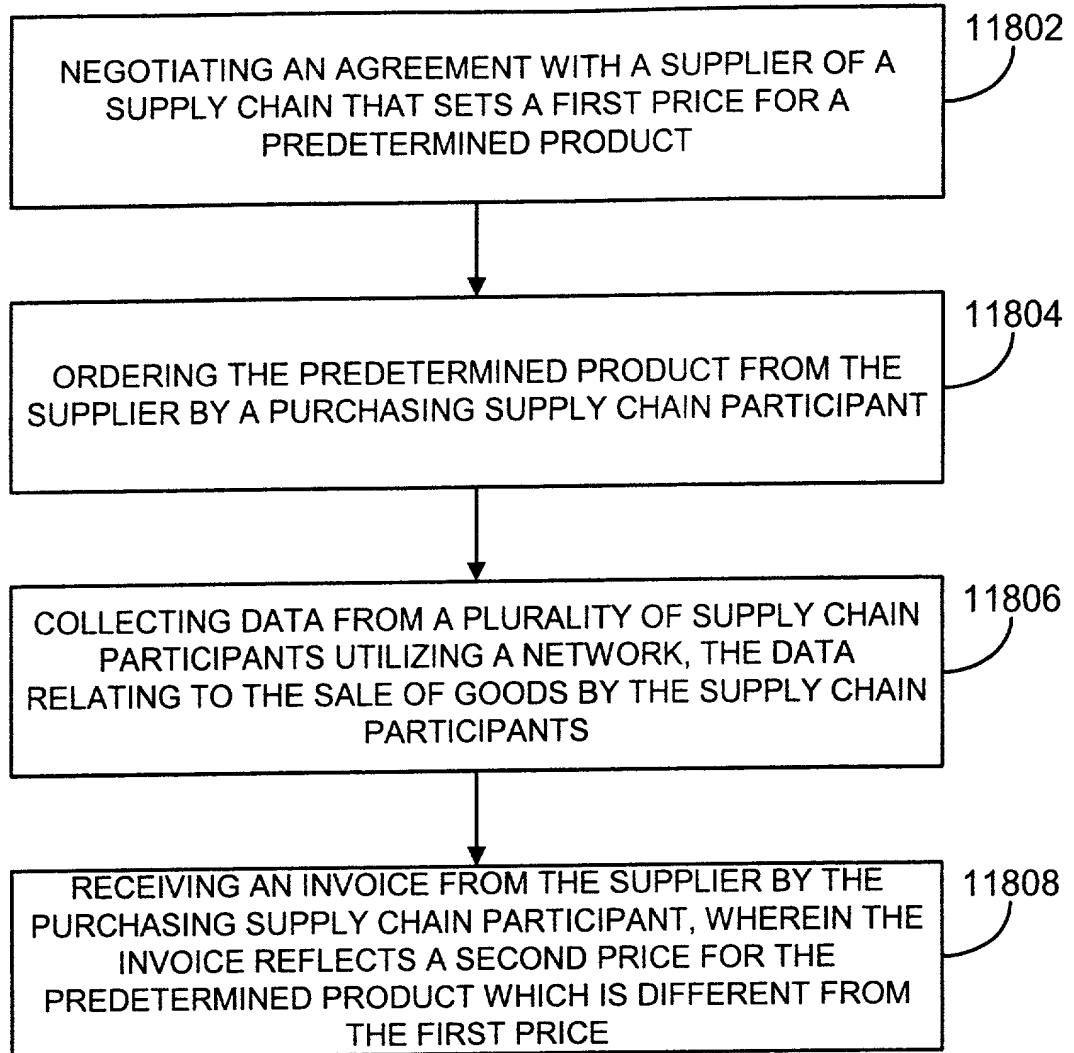 11802
NEGOTIATING AN AGREEMENT WITH A SUPPLIER OF A
SUPPLY CHAIN THAT SETS A FIRST PRICE FOR A
PREDETERMINED PRODUCT
11804
ORDERING THE PREDETERMINED PRODUCT FROM THE
SUPPLIER BY A PURCHASING SUPPLY CHAIN PARTICIPANT
11806
COLLECTING DATA FROM A PLURALITY OF SUPPLY CHAIN
PARTICIPANTS UTILIZING A NETWORK, THE DATA
RELATING TO THE SALE OF GOODS BY THE SUPPLY CHAIN
PARTICIPANTS
11808
RECEIVING AN INVOICE FROM THE SUPPLIER BY THE
PURCHASING SUPPLY CHAIN PARTICIPANT, WHEREIN THE
INVOICE REFLECTS A SECOND PRICE FOR THE
PREDETERMINED PRODUCT WHICH IS DIFFERENT FROM
THE FIRST PRICE